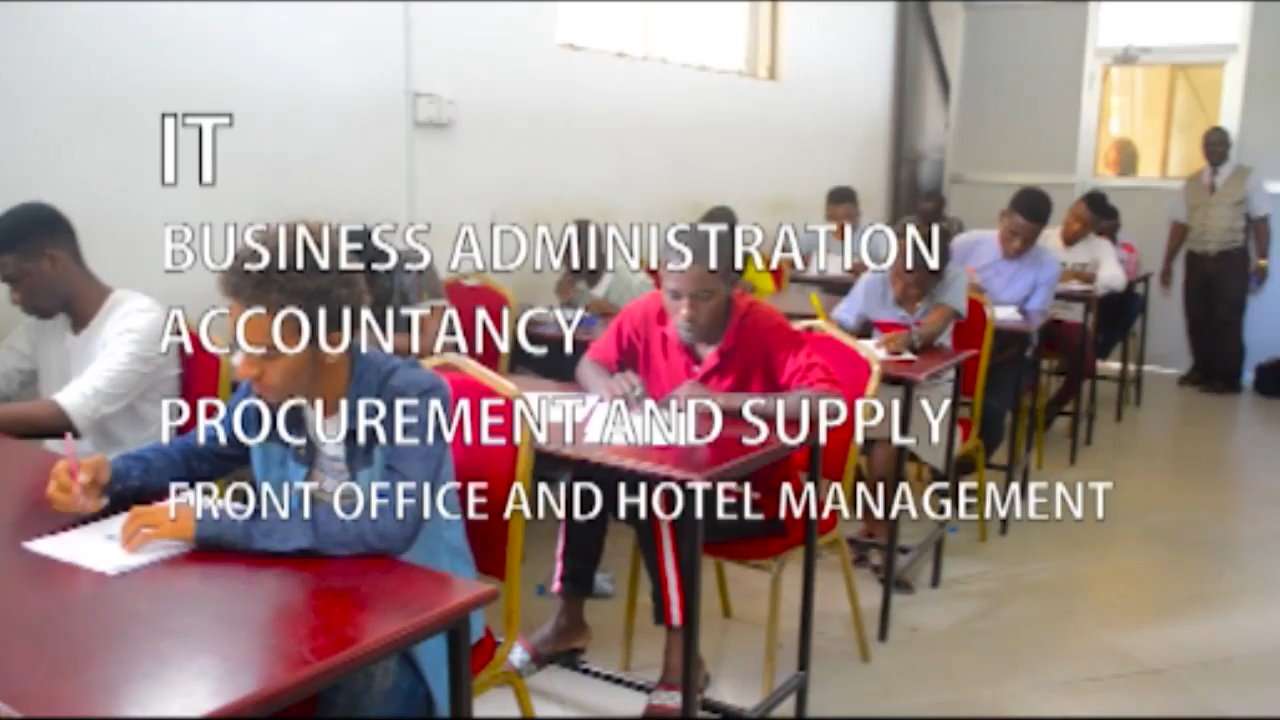 IT
BUSINESS ADMINISTRATION
ACCOUNTANCY
PROCUREMENT AND SUPPLY
FRONT OFFICE AND HOTEL MANAGEMENT